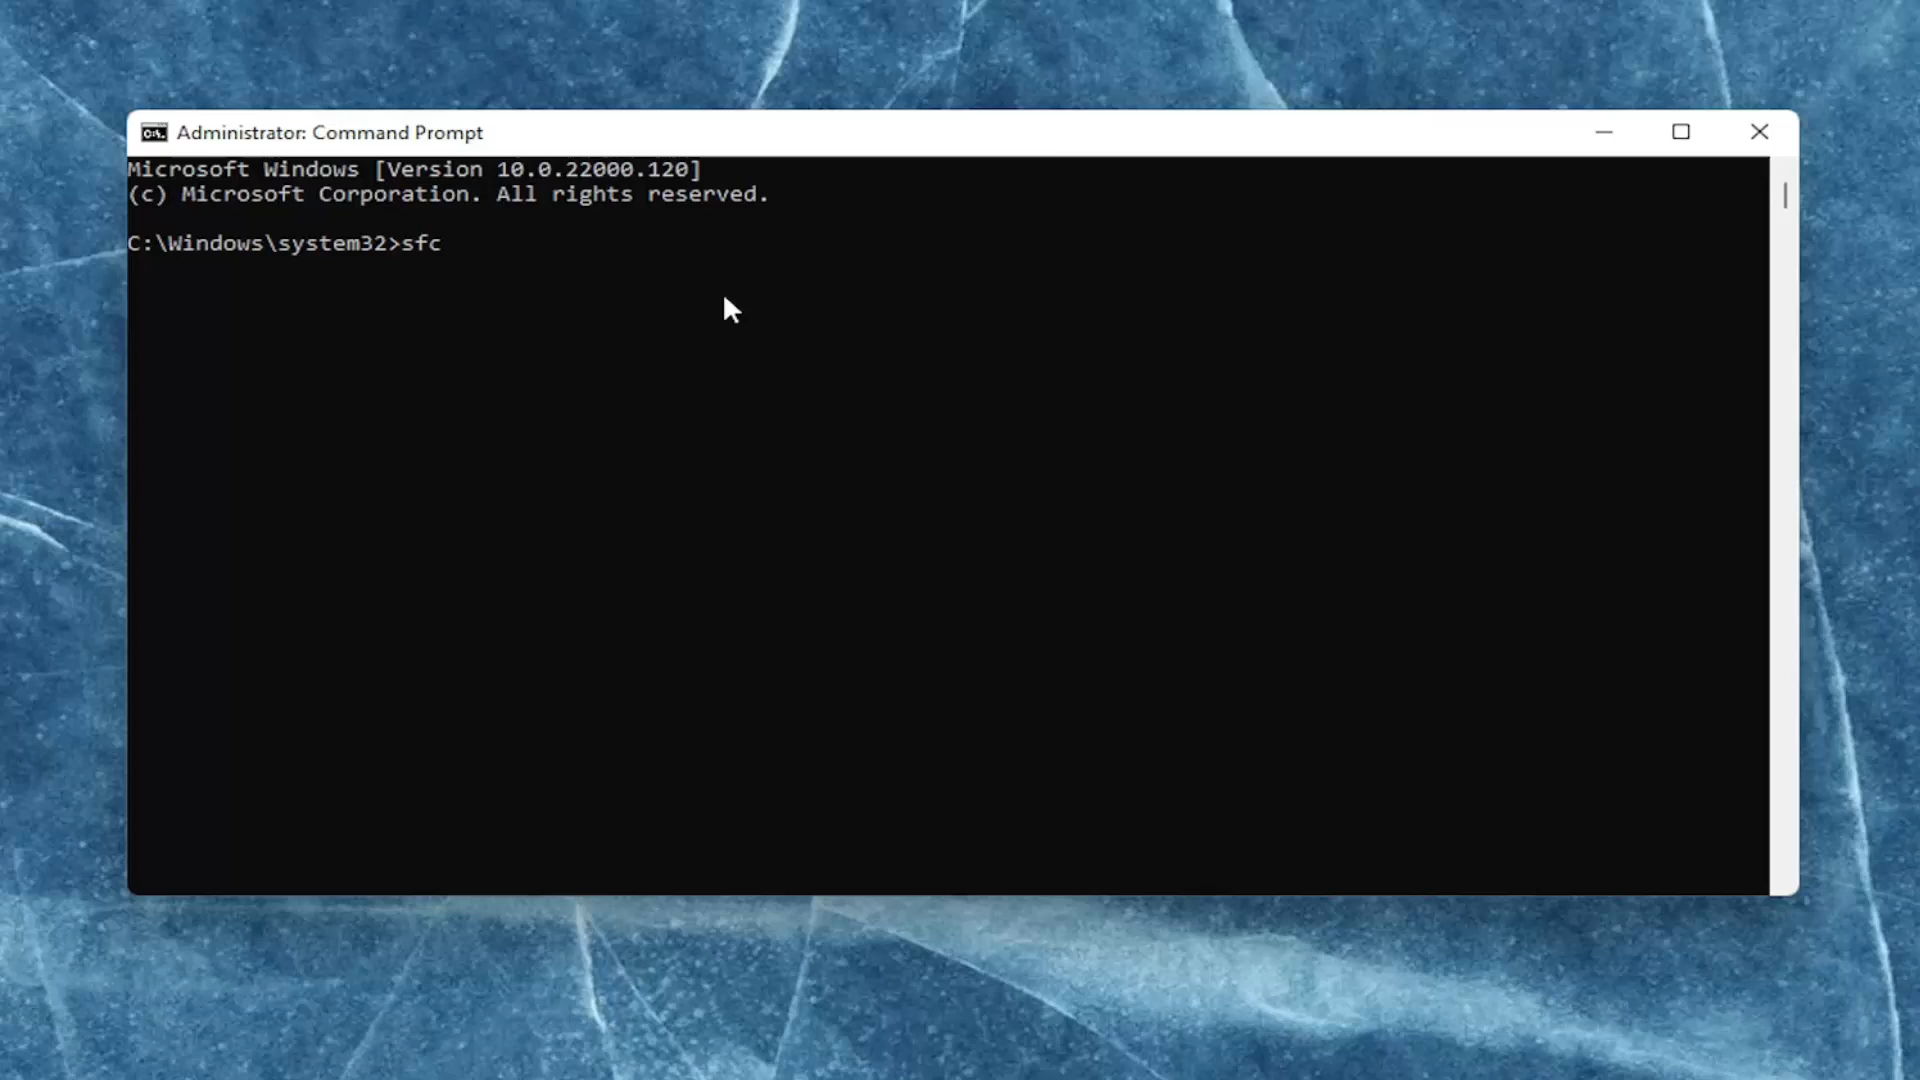 Administrator: Command Prompt
Microsoft Windows [Version 10.0.22000.120]
(c) Microsoft Corporation. All rights reserved.
C:\Windows\system32>sfc